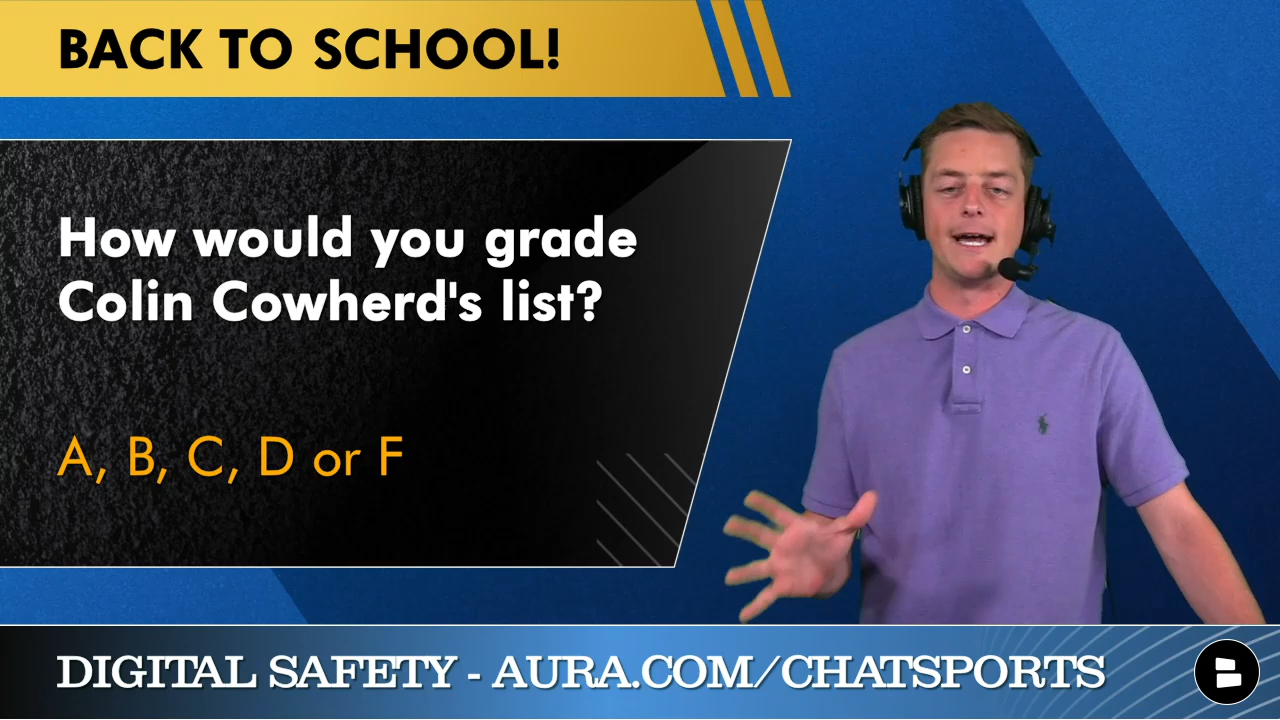 BACK TO SCHOOL!
How would you grade
Colin Cowherd's list?
A, B, C, D or F
DIGITAL SAFETY - AURA.COM/CHATSPORTS